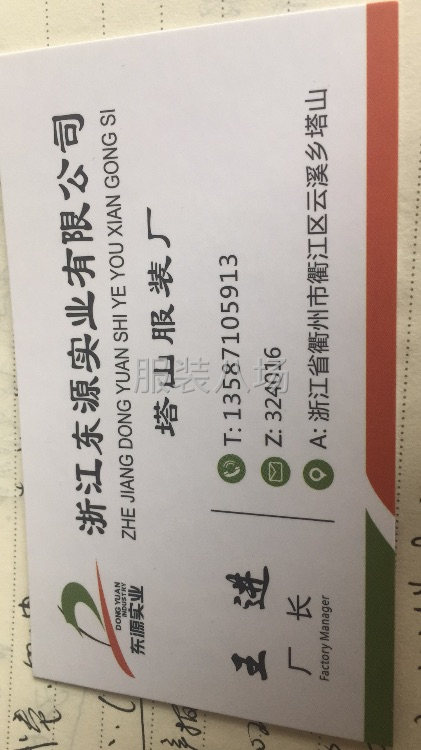 浙江东源实业有限公司
ZHE JIANG DONG YUAN SHI YE YOU XIAN GONG SI
塔山服装厂
DONG YUAN
INDUSTRY
东源实业
王进
厂长
Factory Manager
T: 13587105913
Z: 324016
A: 浙江省衢州市衢江区云溪乡塔山
服装人场